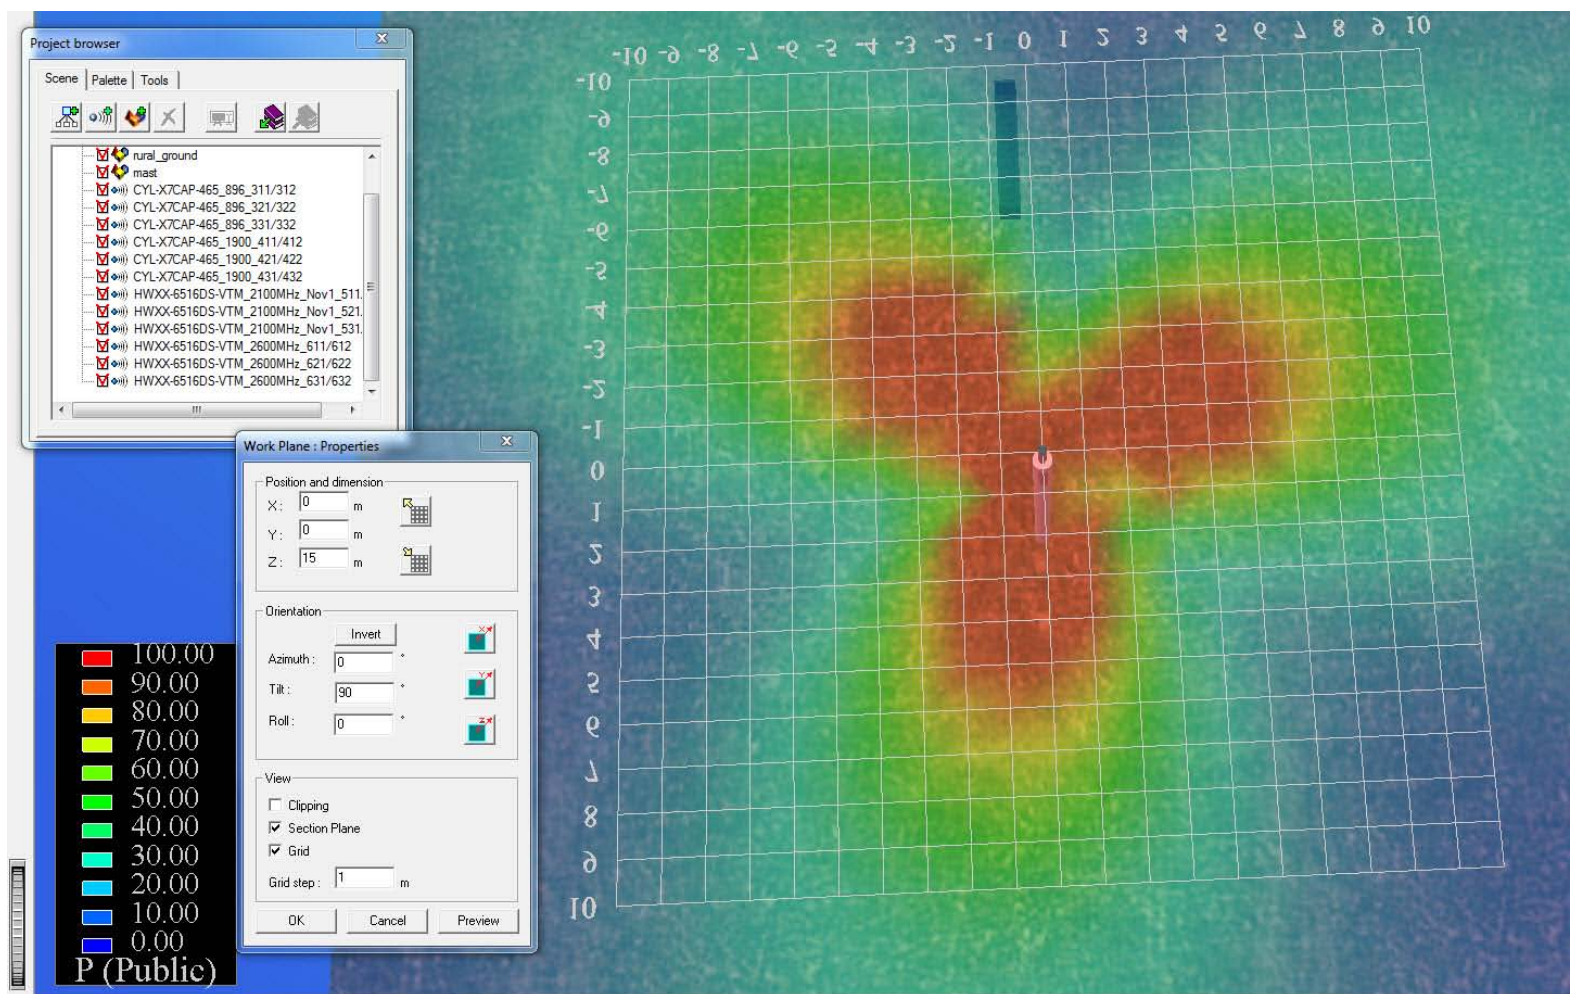 Project browser
Scene Palette Tools
rural_ground
mast
CYL-X7CAP-465_896_311/312
CYL-X7CAP-465_896_321/322
CYL-X7CAP-465_896_331/332
CYL-X7CAP-465_1900_411/412
CYL-X7CAP-465_1900_421/422
CYL-X7CAP-465_1900_431/432
HWXX-6516DS-VTM_2100MHz_Nov1_511.
HWXX-6516DS-VTM_2100MHz_Nov1_521.
HWXX-6516DS-VTM_2100MHz_Nov1_531.
HWXX-6516DS-VTM_2600MHz_611/612
HWXX-6516DS-VTM_2600MHz_621/622
HWXX-6516DS-VTM_2600MHz_631/632
Work Plane : Properties
Position and dimension
X: 0 m
Y: 0 m
Z: 15 m
Orientation
Invert
Azimuth : 0 °
Tilt : 90 °
Roll : 0 °
X
Y
Z
View
Clipping
Section Plane
Grid
Grid step : 1 m
OK Cancel Preview
100.00
90.00
80.00
70.00
60.00
50.00
40.00
30.00
20.00
10.00
0.00
P (Public)
-10 -9 -8 -7 -6 -5 -4 -3 -2 -1 0 1 2 3 4 5 6 7 8 9 10
-10
-9
-8
-7
-6
-5
-4
-3
-2
-1
0
1
2
3
4
5
6
7
8
9
10